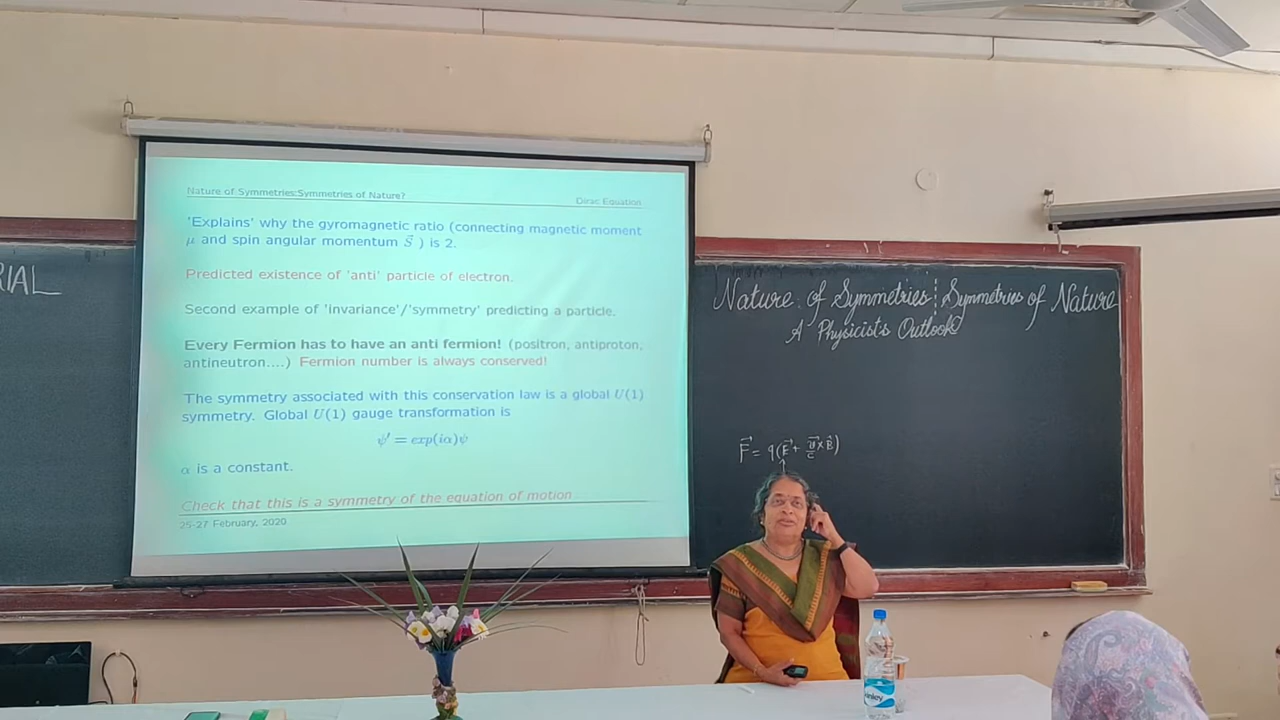 Nature of Symmetries:Symmetries of Nature?
Dirac Equation
'Explains' why the gyromagnetic ratio (connecting magnetic moment
μ and spin angular momentum S⃗ ) is 2.
Predicted existence of 'anti' particle of electron.
Second example of 'invariance'/'symmetry' predicting a particle.
Every Fermion has to have an anti fermion! (positron, antiproton,
antineutron....) Fermion number is always conserved!
The symmetry associated with this conservation law is a global U(1)
symmetry. Global U(1) gauge transformation is
ψ′ = exp(iα)ψ
α is a constant.
Check that this is a symmetry of the equation of motion
25-27 February, 2020
RIAL
Nature of Symmetries: Symmetries of Nature
A Physicist's Outlook
F⃗ = q(E⃗ + v⃗/c × B⃗)
Kinley